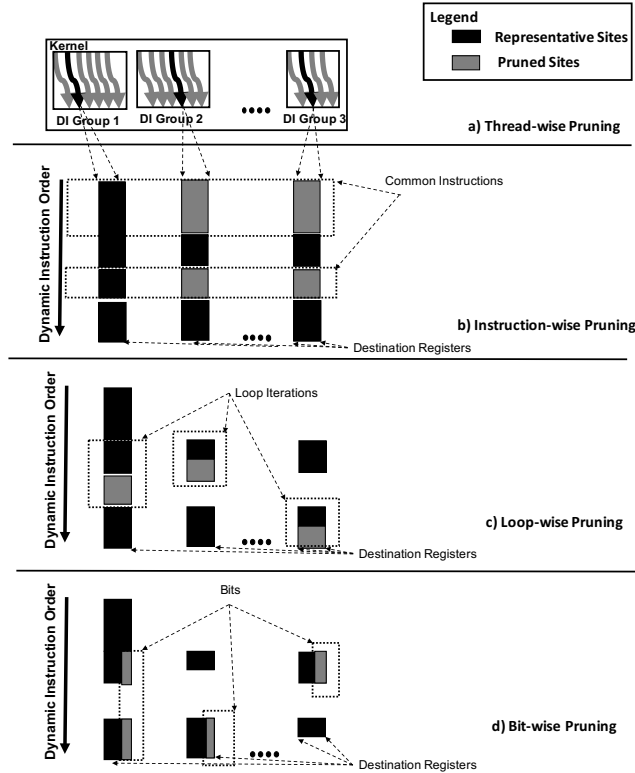 Legend
Representative Sites
Pruned Sites
Kernel
DI Group 1
DI Group 2
DI Group 3
a) Thread-wise Pruning
Dynamic Instruction Order
Common Instructions
b) Instruction-wise Pruning
Destination Registers
Dynamic Instruction Order
Loop Iterations
c) Loop-wise Pruning
Destination Registers
Dynamic Instruction Order
Bits
d) Bit-wise Pruning
Destination Registers